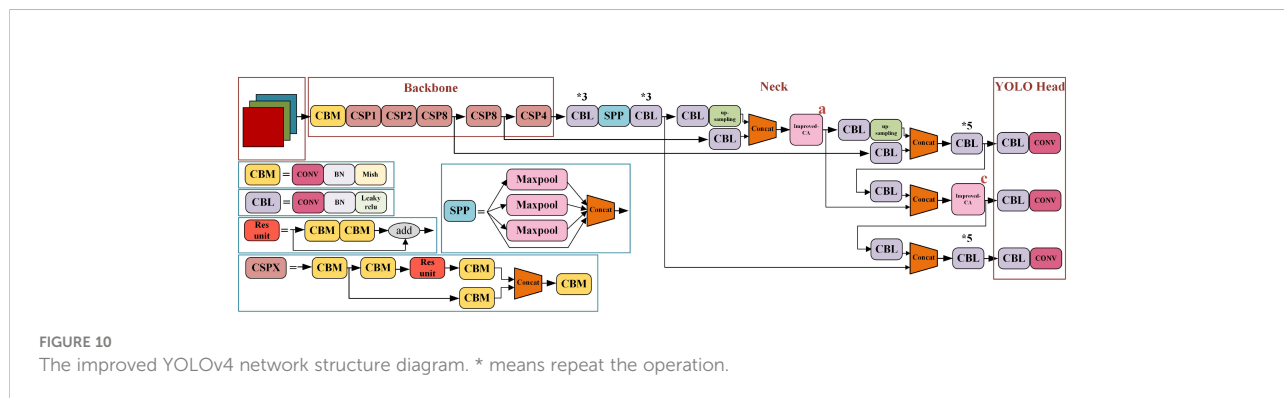 Backbone
Neck
YOLO Head
*3
*3
a
CBM CSP1 CSP2 CSP8 CSP8 CSP4 CBL SPP CBL CBL up-sampling Concat Improved-CA CBL up-sampling Concat *5 CBL CBL CONV
CBL
CBL
CBM = CONV BN Mish
CBL = CONV BN Leaky relu
Res unit = CBM CBM add
SPP = Maxpool Maxpool Maxpool Concat
CBL Concat c Improved-CA CBL CONV
CBL Concat *5 CBL CBL CONV
CSPX = CBM CBM Res unit CBM CBM Concat CBM
FIGURE 10
The improved YOLOv4 network structure diagram. * means repeat the operation.